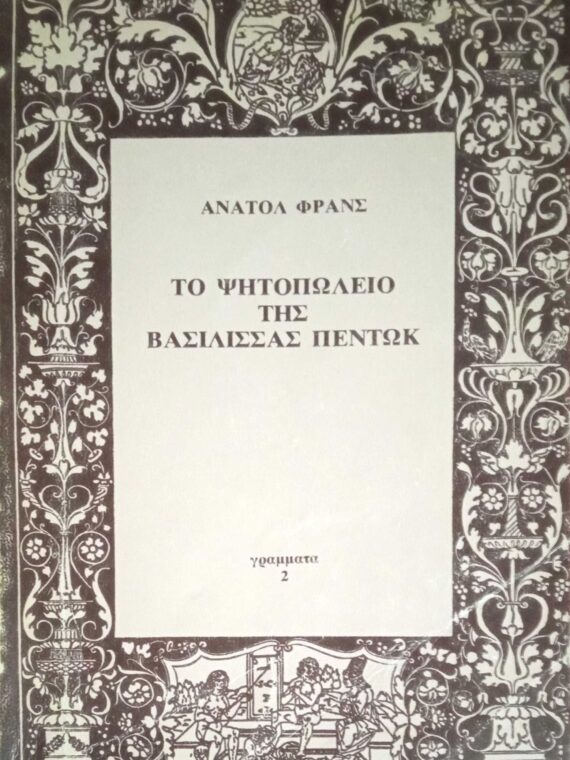 ΑΝΑΤΟΛ ΦΡΑΝΣ
ΤΟ ΨΗΤΟΠΩΛΕΙΟ
ΤΗΣ
ΒΑΣΙΛΙΣΣΑΣ ΠΕΝΤΩΚ
γραμματα
2